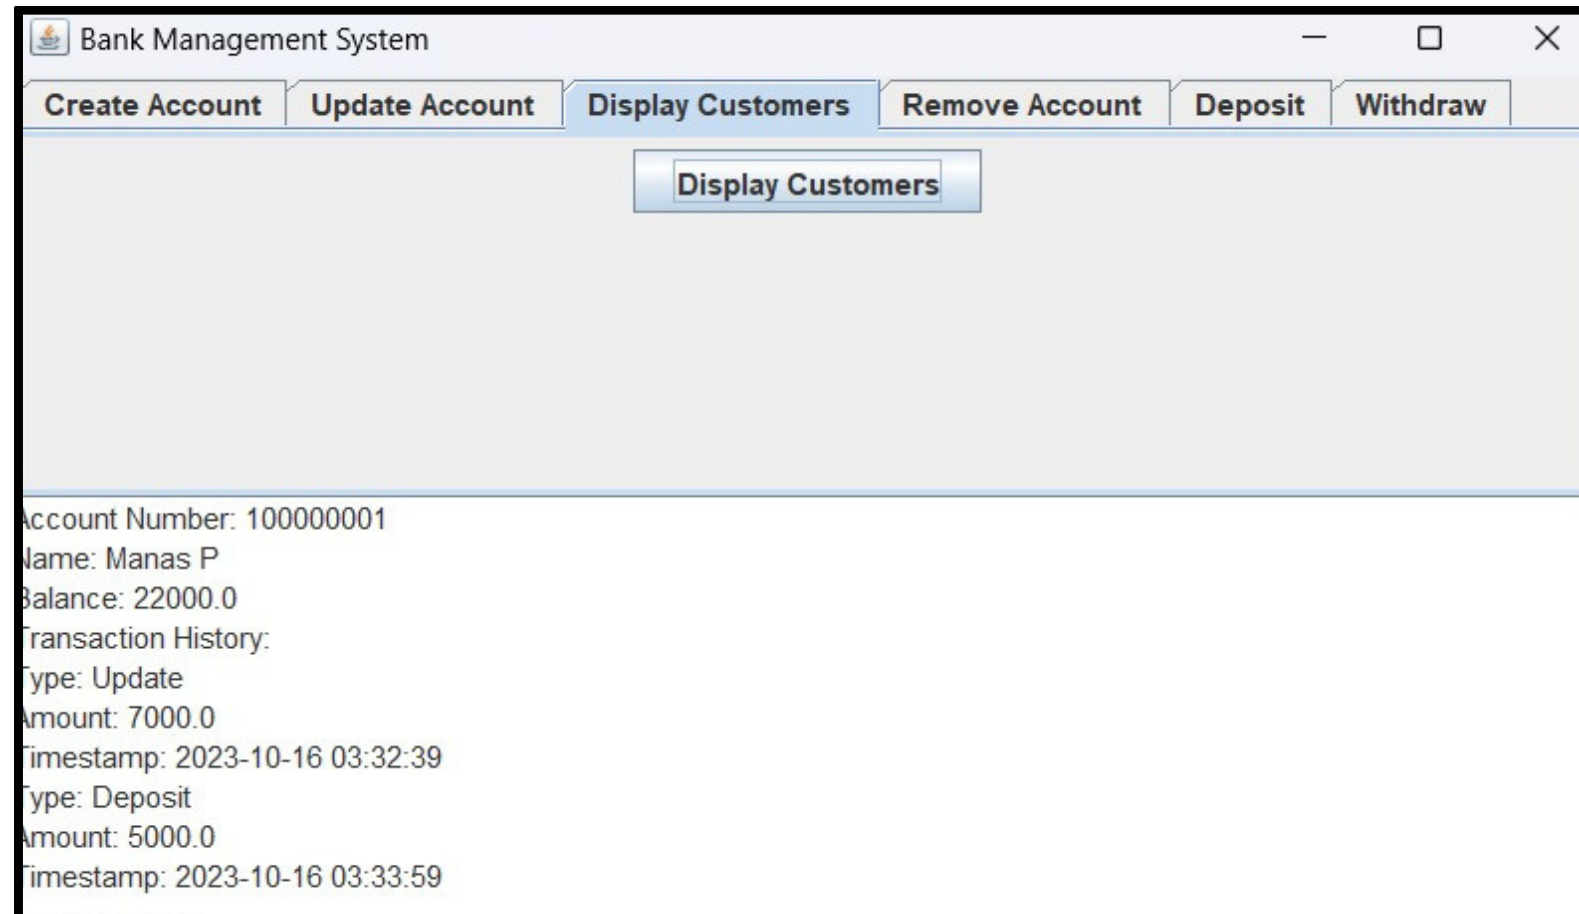 Bank Management System
Create Account Update Account Display Customers Remove Account Deposit Withdraw
Display Customers
Account Number: 100000001
Name: Manas P
Balance: 22000.0
Transaction History:
Type: Update
Amount: 7000.0
Timestamp: 2023-10-16 03:32:39
Type: Deposit
Amount: 5000.0
Timestamp: 2023-10-16 03:33:59